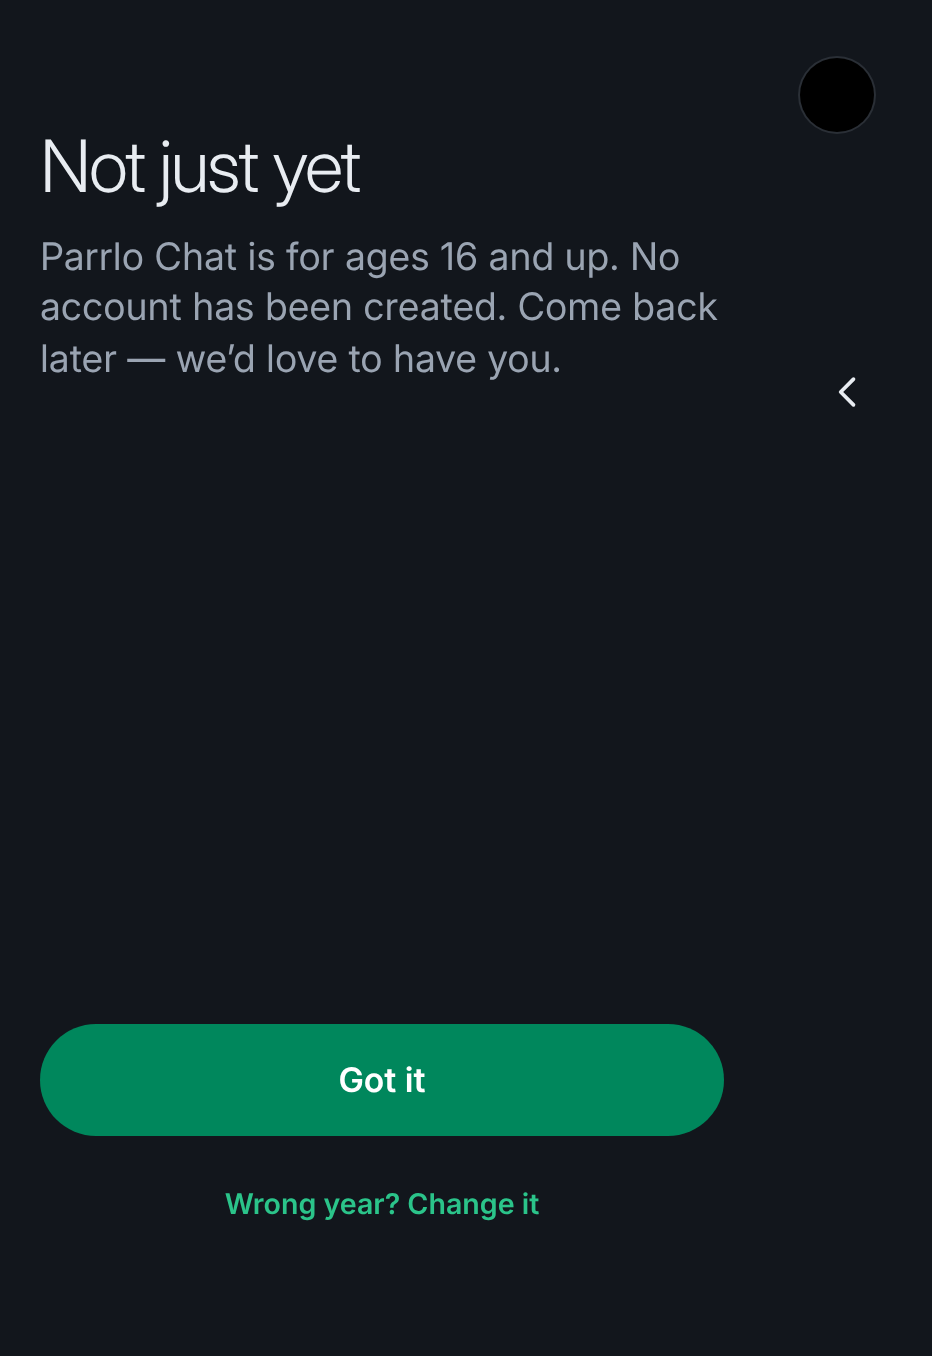 Not just yet
Parrlo Chat is for ages 16 and up. No
account has been created. Come back
later — we’d love to have you.
Got it
Wrong year? Change it